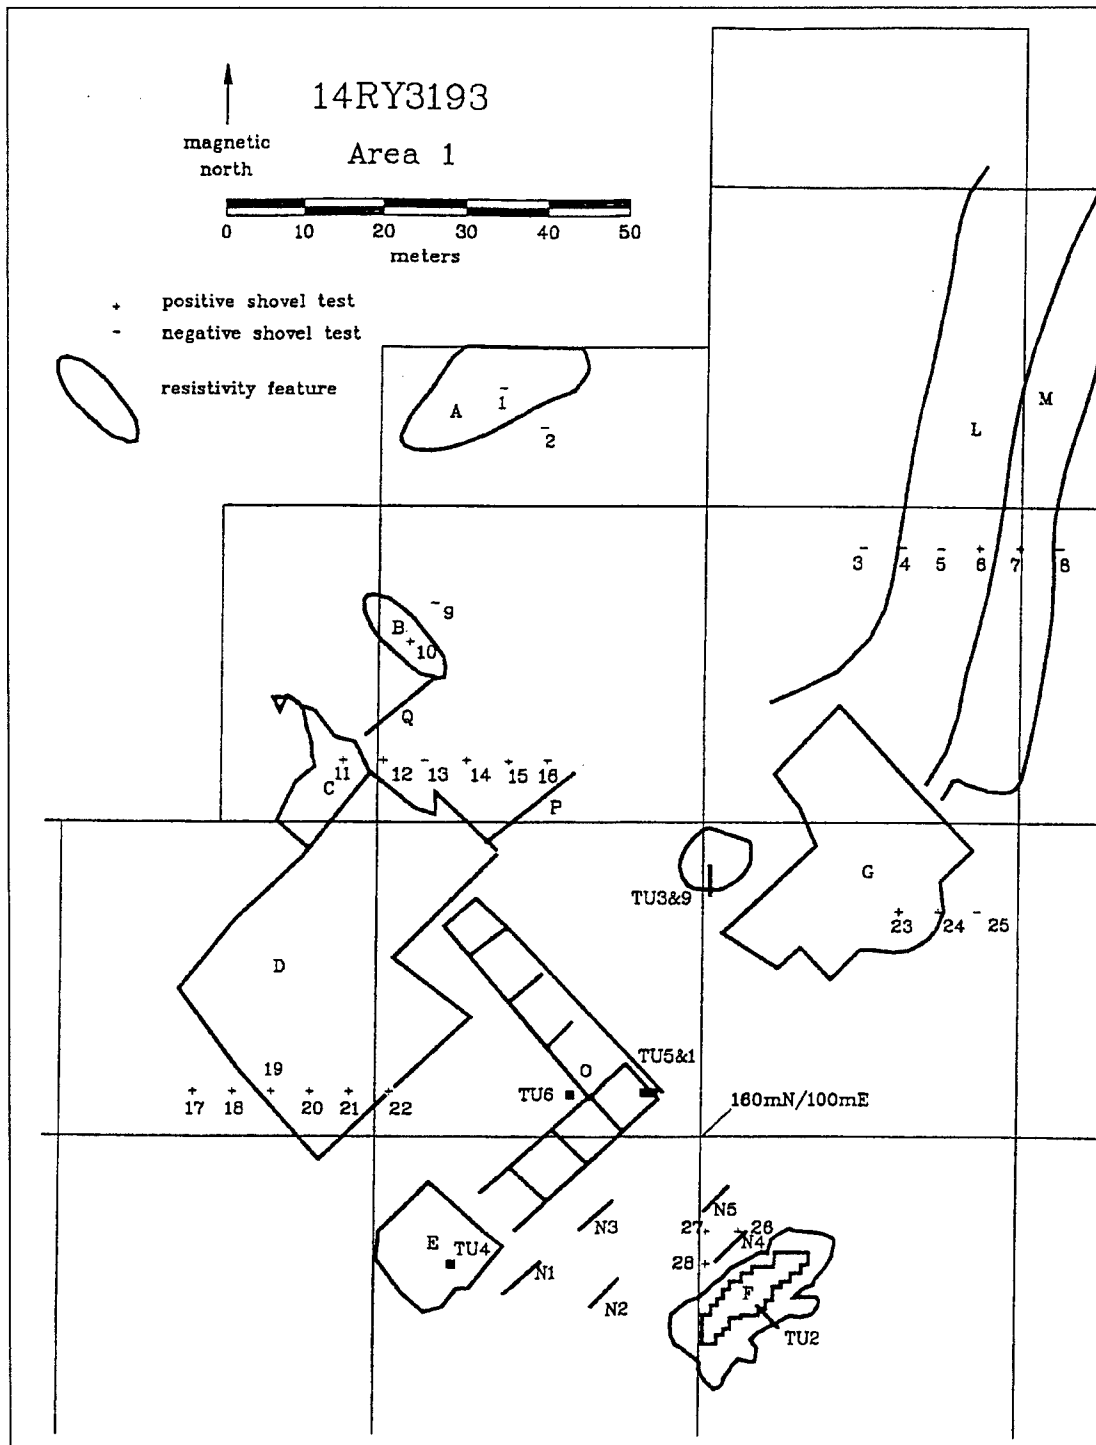 14RY3193
Area 1
magnetic
north
0 10 20 30 40 50
meters
+ positive shovel test
- negative shovel test
resistivity feature
A
1
2
L
M
3 4 5 6 7 8
B
9
10
Q
C
11 12 13 14 15 16
P
G
TU3&9
23 24 25
D
O
TU5&1
TU6
19
17 18 20 21 22
160mN/100mE
N5
N3
27 26
N4
E
TU4
28
N1
N2
F
TU2